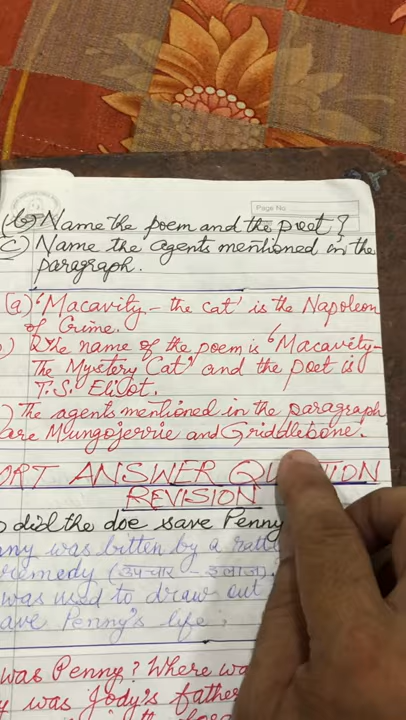 Page No
(b) Name the poem and the poet?
(c) Name the agents mentioned in the
paragraph.
(a) 'Macavity - the cat' is the Napoleon
of Crime.
The name of the poem is 'Macavity-
The Mystery Cat' and the poet is
T.S. Eliot.
) The agents mentioned in the paragraph
are Mungojerrie and Griddlebone.
ORT ANSWER QUESTION
REVISION
did the doe save Penny
ny was bitten by a ratt
remedy (उपचार - इलाज).
was used to draw out
ave Penny's life.
was Penny? Where wa
y was Jody's father